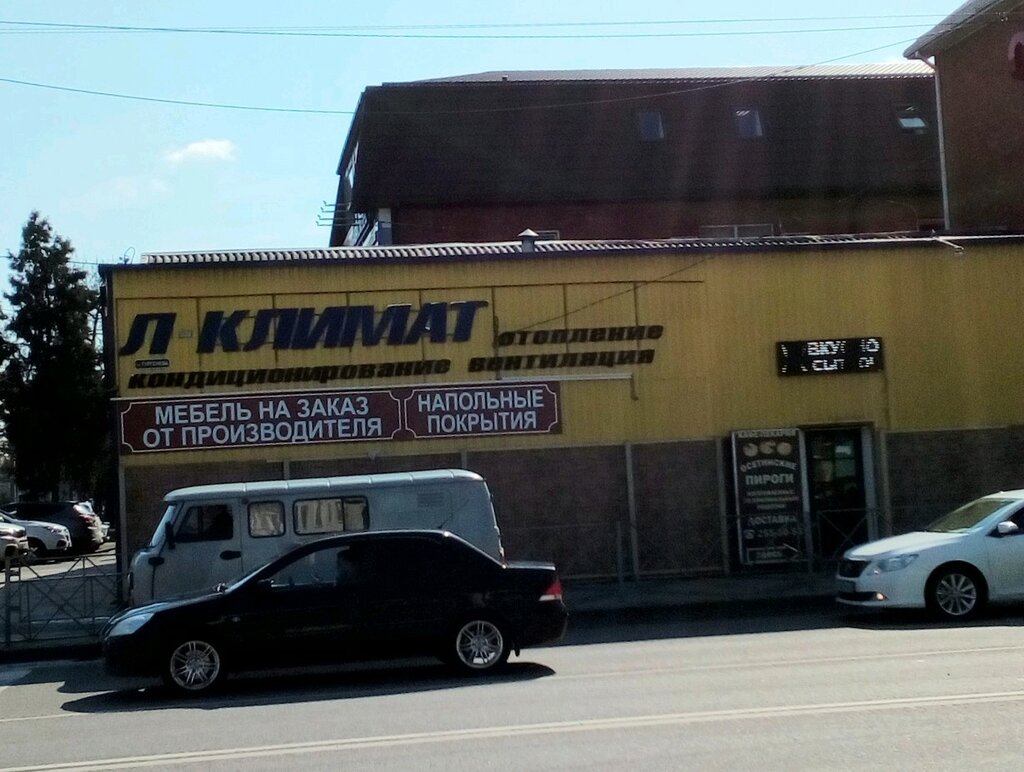 Л-КЛИМАТ
отопление
кондиционирование вентиляция
МЕБЕЛЬ НА ЗАКАЗ
ОТ ПРОИЗВОДИТЕЛЯ
НАПОЛЬНЫЕ
ПОКРЫТИЯ
ОСЕТИНСКИЕ
ПИРОГИ
ДОСТАВКА